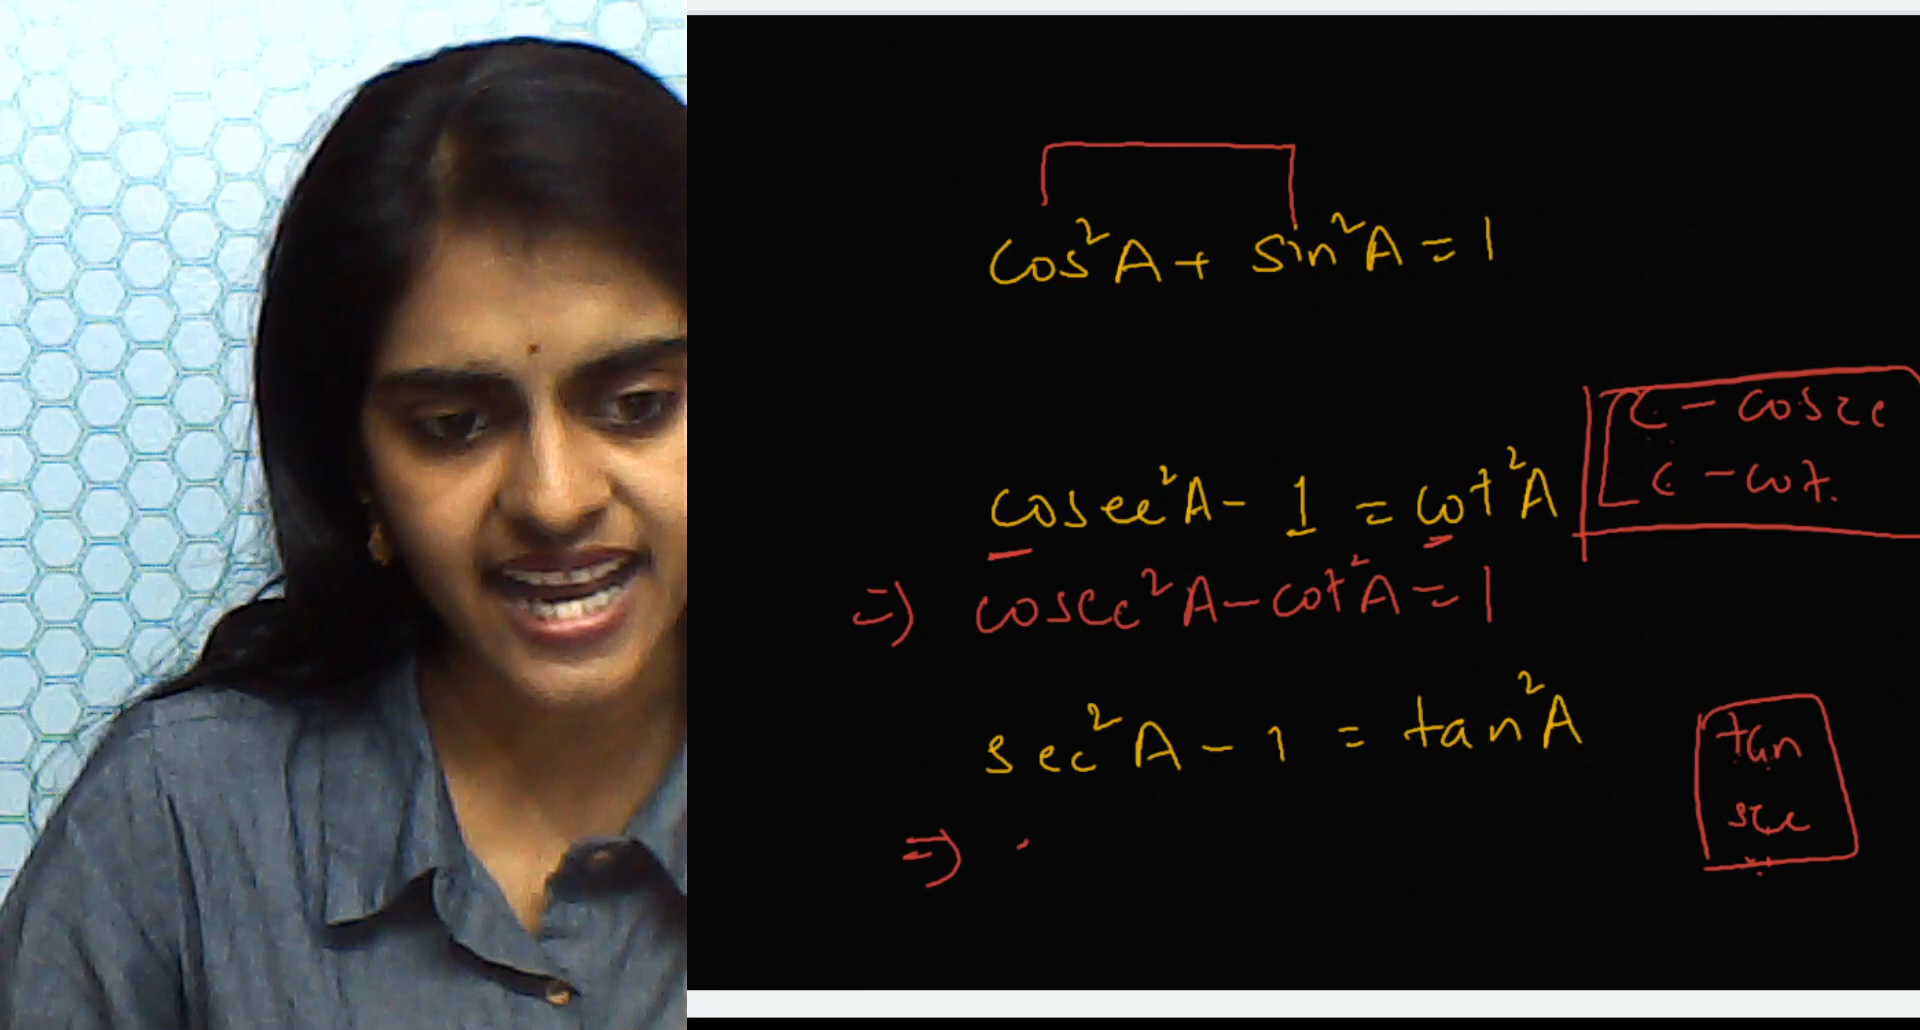 cos²A + sin²A = 1
c - cosec
c - cot.
cosec²A - 1 = cot²A
=) cosec²A - cot²A = 1
sec²A - 1 = tan²A
tan
sec
=)